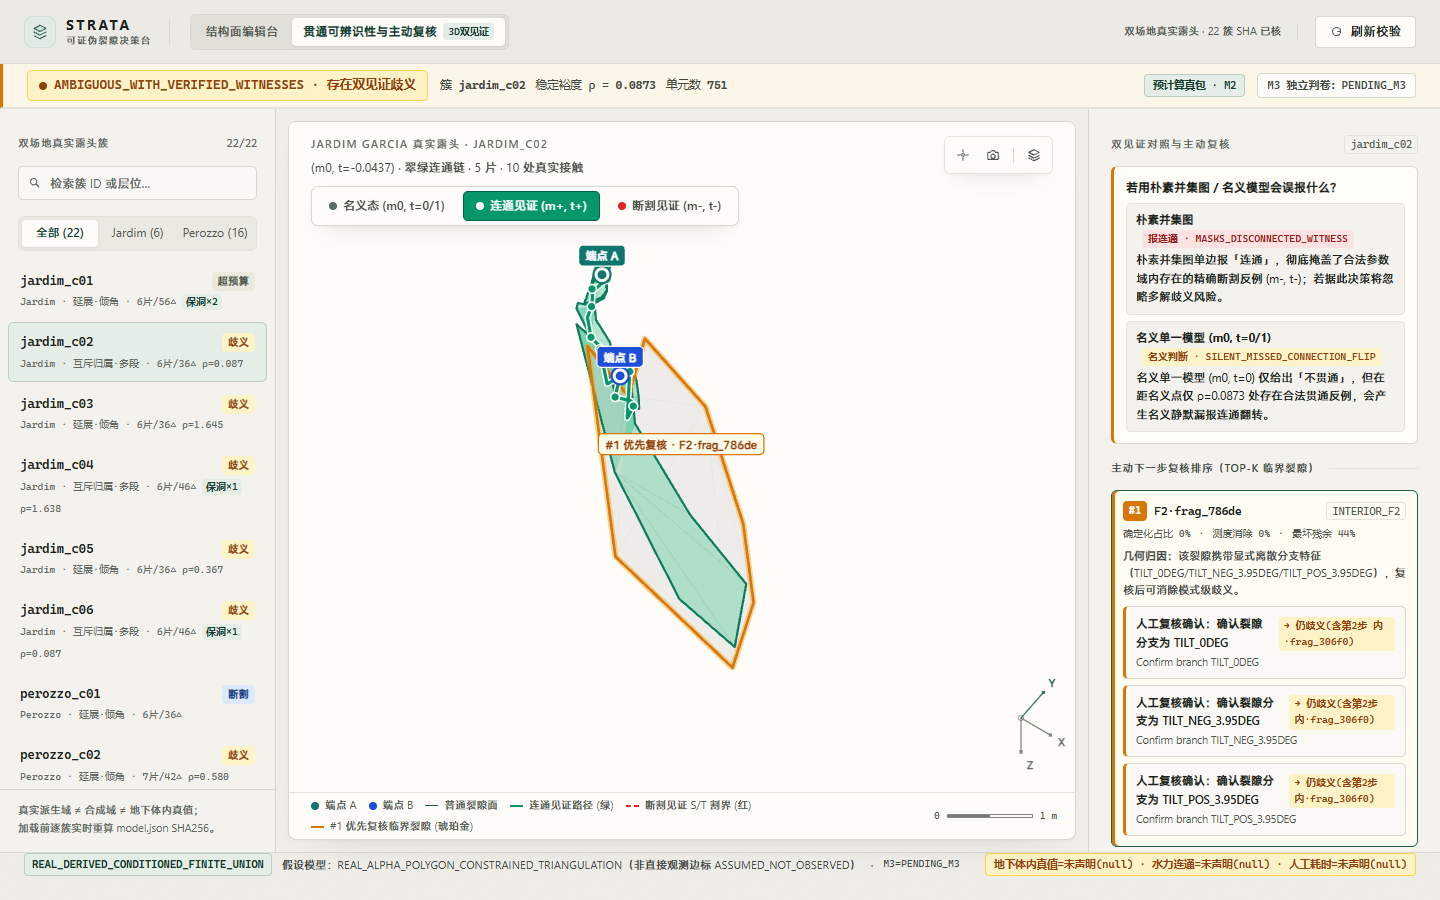 STRATA
可证伪裂隙决策台
结构面编辑台
贯通可辨识性与主动复核 3D双见证
双场地真实露头 · 22 簇 SHA 已核
刷新校验
AMBIGUOUS_WITH_VERIFIED_WITNESSES · 存在双见证歧义
簇 jardim_c02 稳定裕度 ρ = 0.0873 单元数 751
预计算真包 · M2
M3 独立判卷: PENDING_M3
双场地真实露头簇 22/22
检索簇 ID 或层位...
全部 (22) Jardim (6) Perozzo (16)
jardim_c01 超预算
Jardim · 延展·倾角 · 6片/56△ 保洞×2
jardim_c02 歧义
Jardim · 互斥归属·多段 · 6片/36△ ρ=0.087
jardim_c03 歧义
Jardim · 延展·倾角 · 6片/36△ ρ=1.645
jardim_c04 歧义
Jardim · 互斥归属·多段 · 6片/46△ 保洞×1
ρ=1.638
jardim_c05 歧义
Jardim · 延展·倾角 · 6片/36△ ρ=0.367
jardim_c06 歧义
Jardim · 互斥归属·多段 · 6片/46△ 保洞×1
ρ=0.087
perozzo_c01 断割
Perozzo · 延展·倾角 · 6片/36△
perozzo_c02 歧义
Perozzo · 延展·倾角 · 7片/42△ ρ=0.580
真实派生域 ≠ 合成域 ≠ 地下体内真值；
加载前逐簇实时重算 model.json SHA256。
JARDIM GARCIA 真实露头 · JARDIM_C02
(m0, t=-0.0437) · 翠绿连通链 · 5 片 · 10 处真实接触
名义态 (m0, t=0/1)
连通见证 (m+, t+)
断割见证 (m-, t-)
端点 A
端点 B
#1 优先复核 · F2·frag_786de
Y
X
Z
端点 A 端点 B 普通裂隙面 连通见证路径 (绿) 断割见证 S/T 割界 (红)
#1 优先复核临界裂隙 (琥珀金)
0 1 m
双见证对照与主动复核 jardim_c02
若用朴素并集图 / 名义模型会误报什么？
朴素并集图
报连通 · MASKS_DISCONNECTED_WITNESS
朴素并集图单边报「连通」，彻底掩盖了合法参数
域内存在的精确断割反例 (m-, t-)；若据此决策将忽
略多解歧义风险。
名义单一模型 (m0, t=0/1)
名义判断 · SILENT_MISSED_CONNECTION_FLIP
名义单一模型 (m0, t=0) 仅给出「不贯通」，但在
距名义点仅 ρ=0.0873 处存在合法贯通反例，会产
生名义静默漏报连通翻转。
主动下一步复核排序 (TOP-K 临界裂隙)
#1 F2·frag_786de INTERIOR_F2
确定化占比 0% · 测度消除 0% · 最坏残余 44%
几何归因：该裂隙携带显式离散分支特征
（TILT_0DEG/TILT_NEG_3.95DEG/TILT_POS_3.95DEG），复
核后可消除模式级歧义。
人工复核确认：确认裂隙
分支为 TILT_0DEG
Confirm branch TILT_0DEG
→ 仍歧义(含第2步 内
·frag_306f0)
人工复核确认：确认裂隙分
支为 TILT_NEG_3.95DEG
Confirm branch TILT_NEG_3.95DEG
→ 仍歧义(含第2步
内·frag_306f0)
人工复核确认：确认裂隙分
支为 TILT_POS_3.95DEG
Confirm branch TILT_POS_3.95DEG
→ 仍歧义(含第2步
内·frag_306f0)
REAL_DERIVED_CONDITIONED_FINITE_UNION
假设模型：REAL_ALPHA_POLYGON_CONSTRAINED_TRIANGULATION (非直接观测边标 ASSUMED_NOT_OBSERVED) · M3=PENDING_M3
地下体内真值=未声明(null) · 水力连通=未声明(null) · 人工耗时=未声明(null)